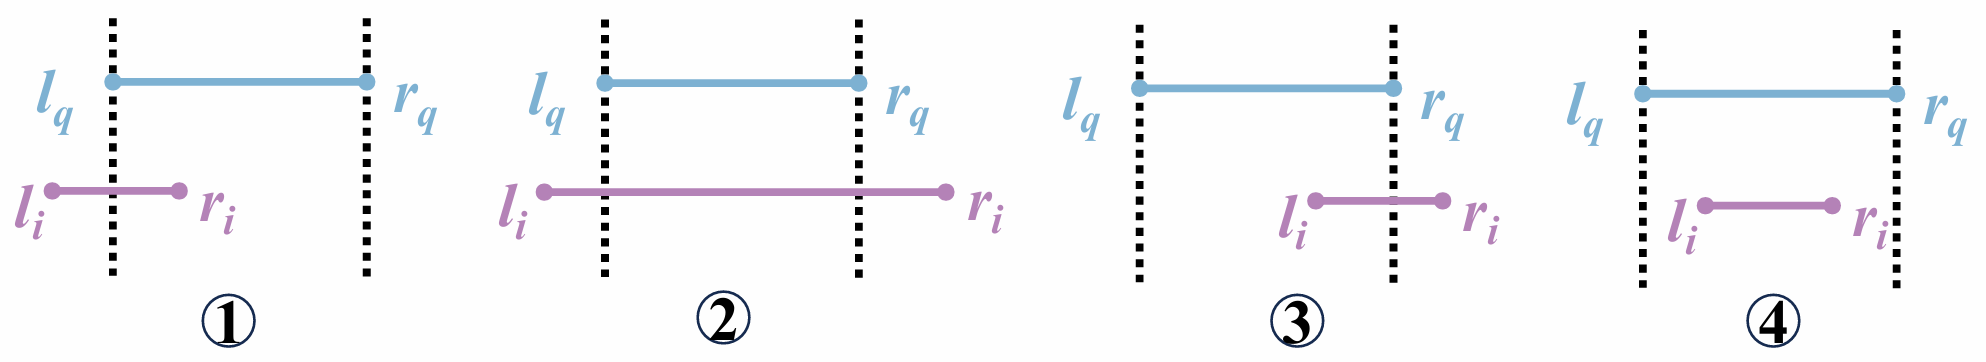 l_q r_q l_q r_q l_q r_q l_q r_q
l_i r_i l_i r_i l_i r_i l_i r_i
① ② ③ ④